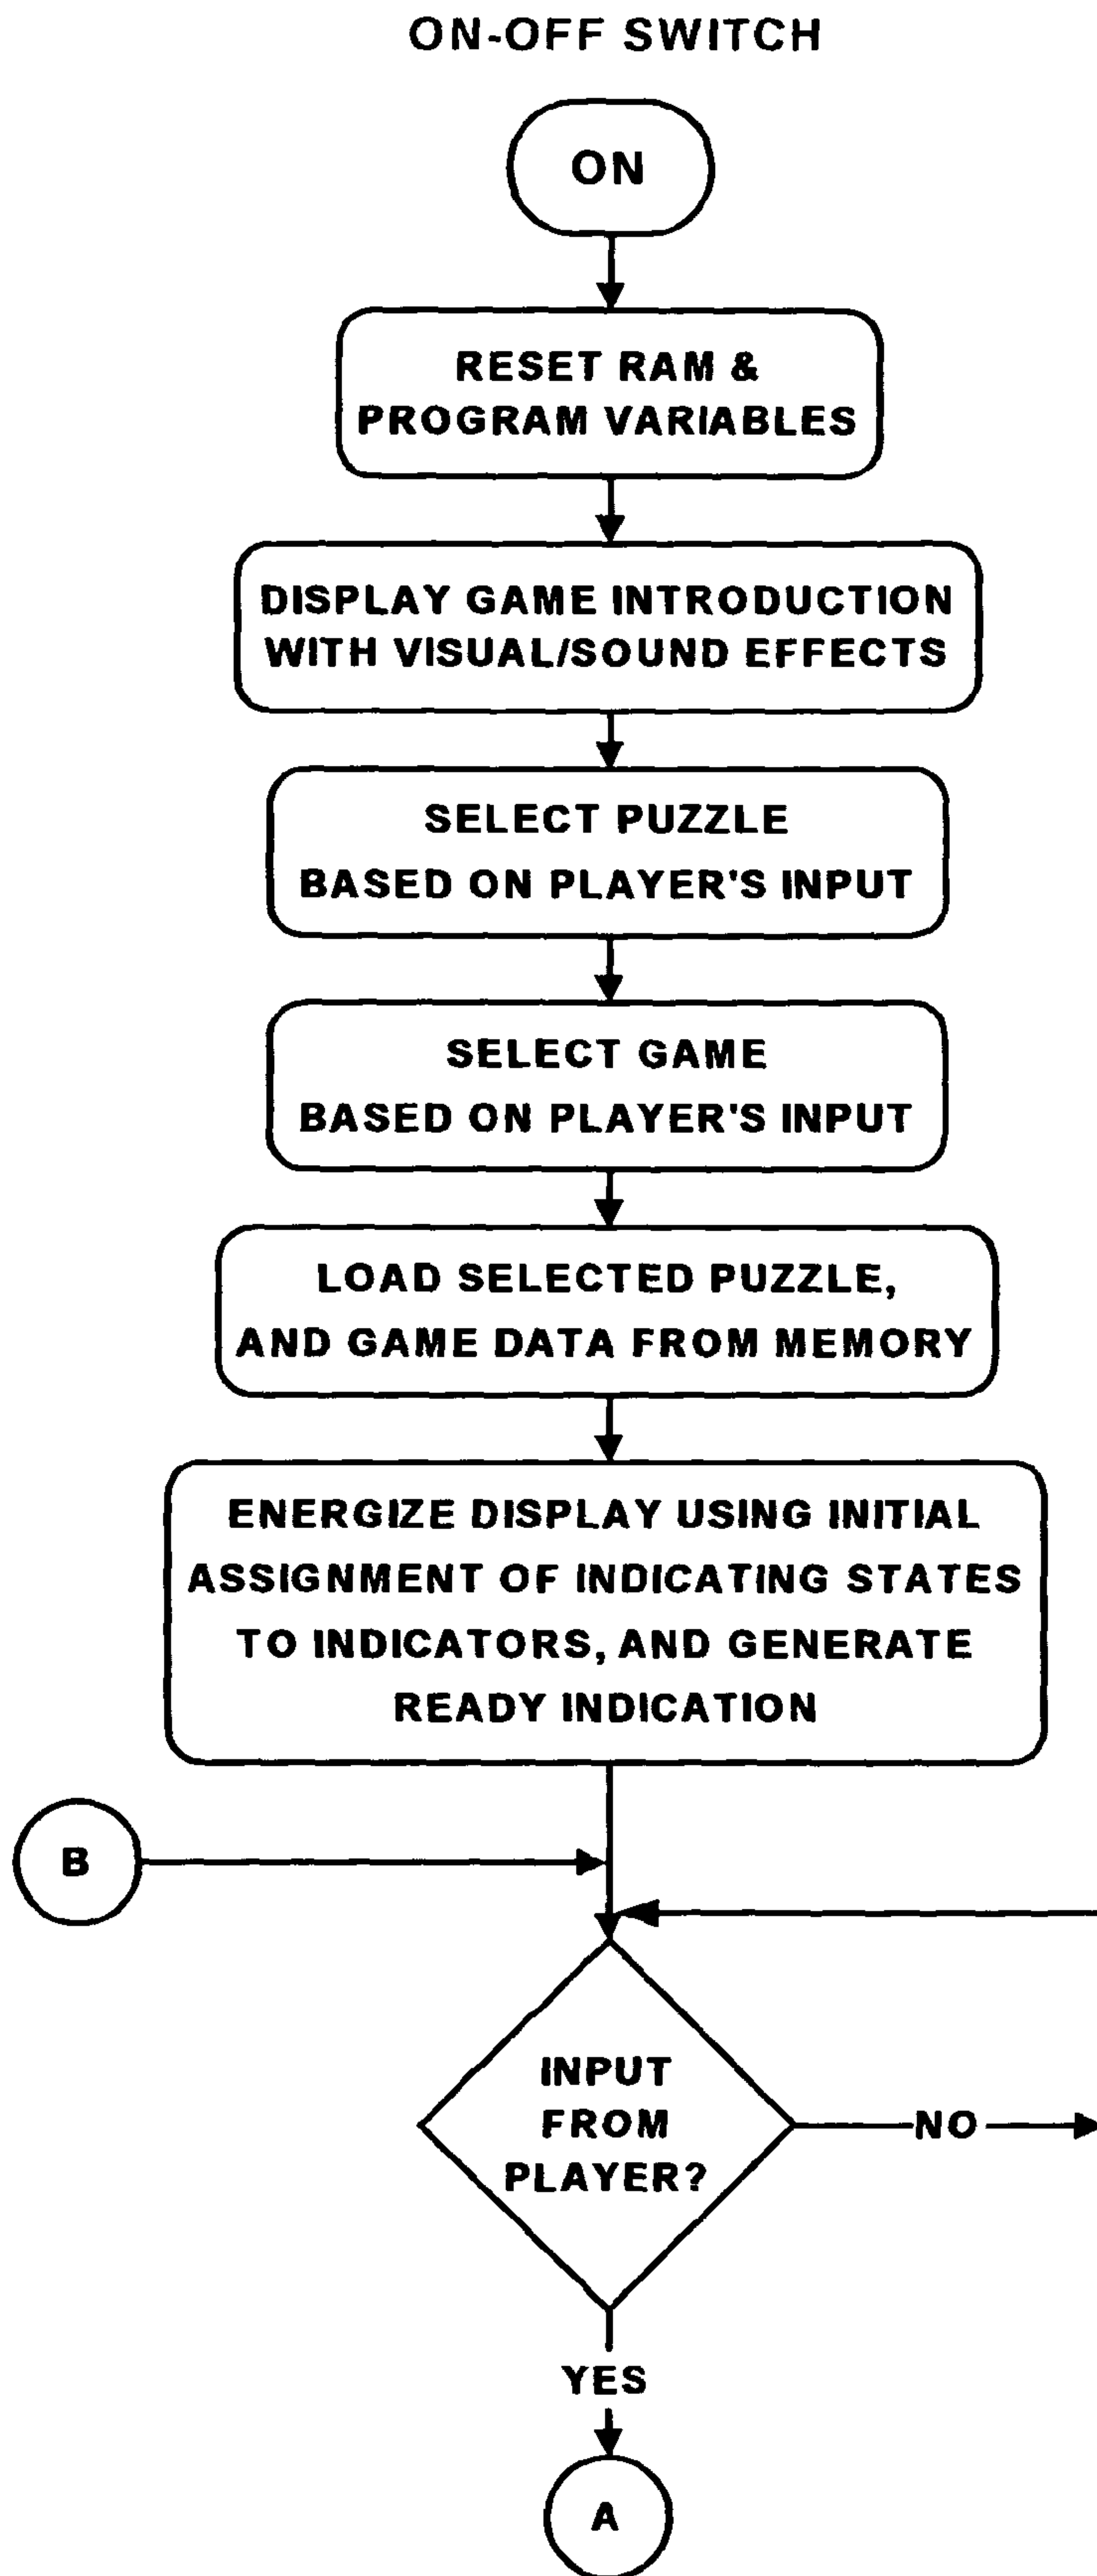 ON-OFF SWITCH
ON
RESET RAM &
PROGRAM VARIABLES
DISPLAY GAME INTRODUCTION
WITH VISUAL/SOUND EFFECTS
SELECT PUZZLE
BASED ON PLAYER'S INPUT
SELECT GAME
BASED ON PLAYER'S INPUT
LOAD SELECTED PUZZLE,
AND GAME DATA FROM MEMORY
ENERGIZE DISPLAY USING INITIAL
ASSIGNMENT OF INDICATING STATES
TO INDICATORS, AND GENERATE
READY INDICATION
B
INPUT
FROM
PLAYER?
NO
YES
A